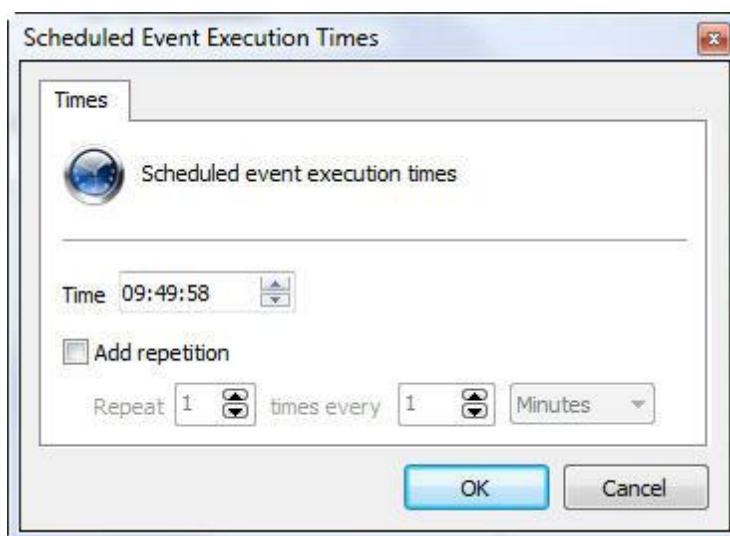 Scheduled Event Execution Times
Times
Scheduled event execution times
Time 09:49:58
Add repetition
Repeat 1 times every 1 Minutes
OK Cancel